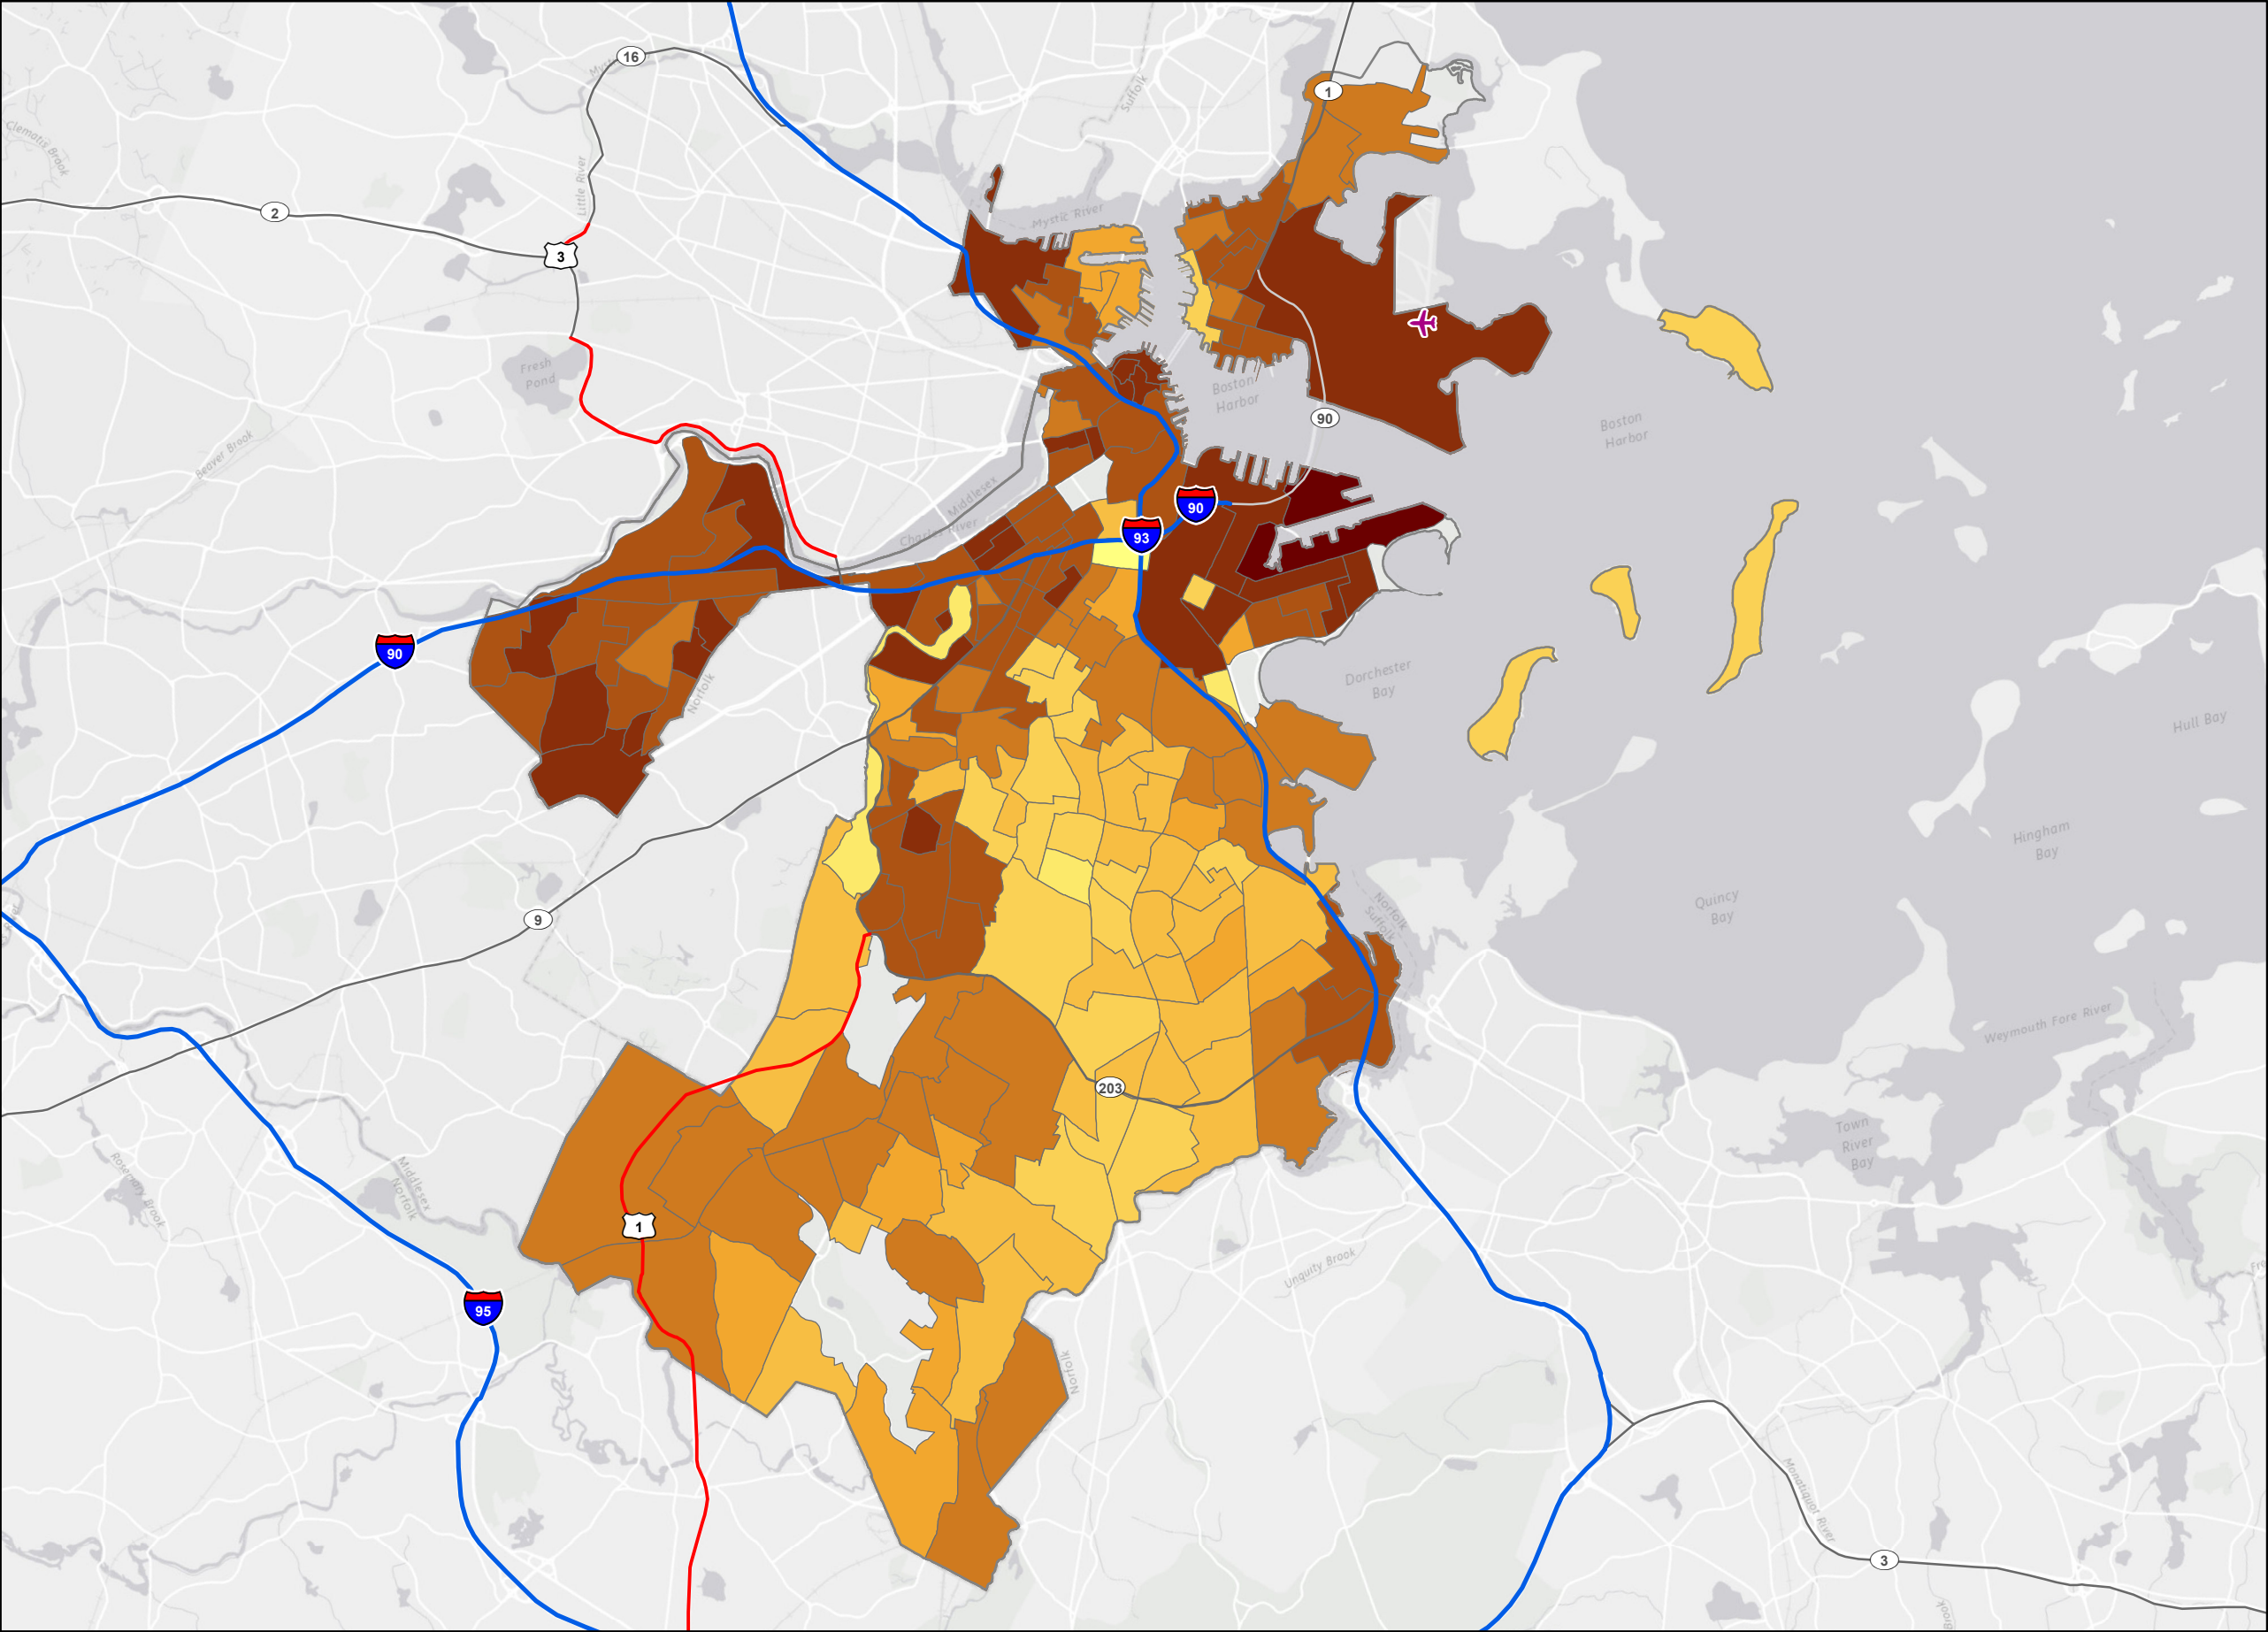 16
Mystic
1
Suffolk
Clematis Brook
2
Little River
3
Mystic River
Fresh
Pond
Boston
Harbor
90
Boston
Harbor
Beaver Brook
Middlesex
90
93
Charles River
90
Norfolk
Dorchester
Bay
Hull Bay
Hingham
Bay
9
Norfolk
Suffolk
Quincy
Bay
Weymouth Fore River
203
Town
River
Bay
Rosemary Brook
Middlesex
Norfolk
1
Unquity Brook
95
Norfolk
Monatiquot River
3